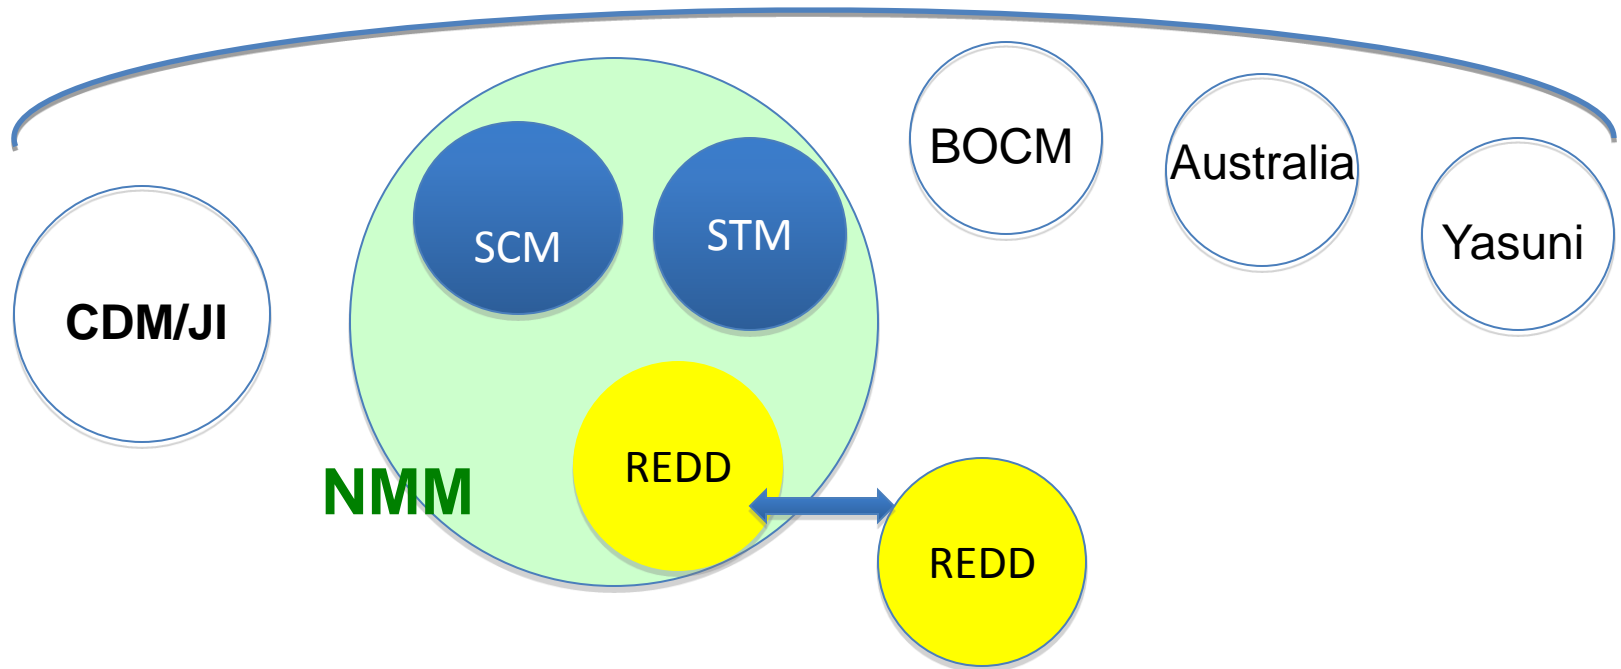 BOCM
Australia
Yasuni
SCM
STM
CDM/JI
NMM
REDD
REDD